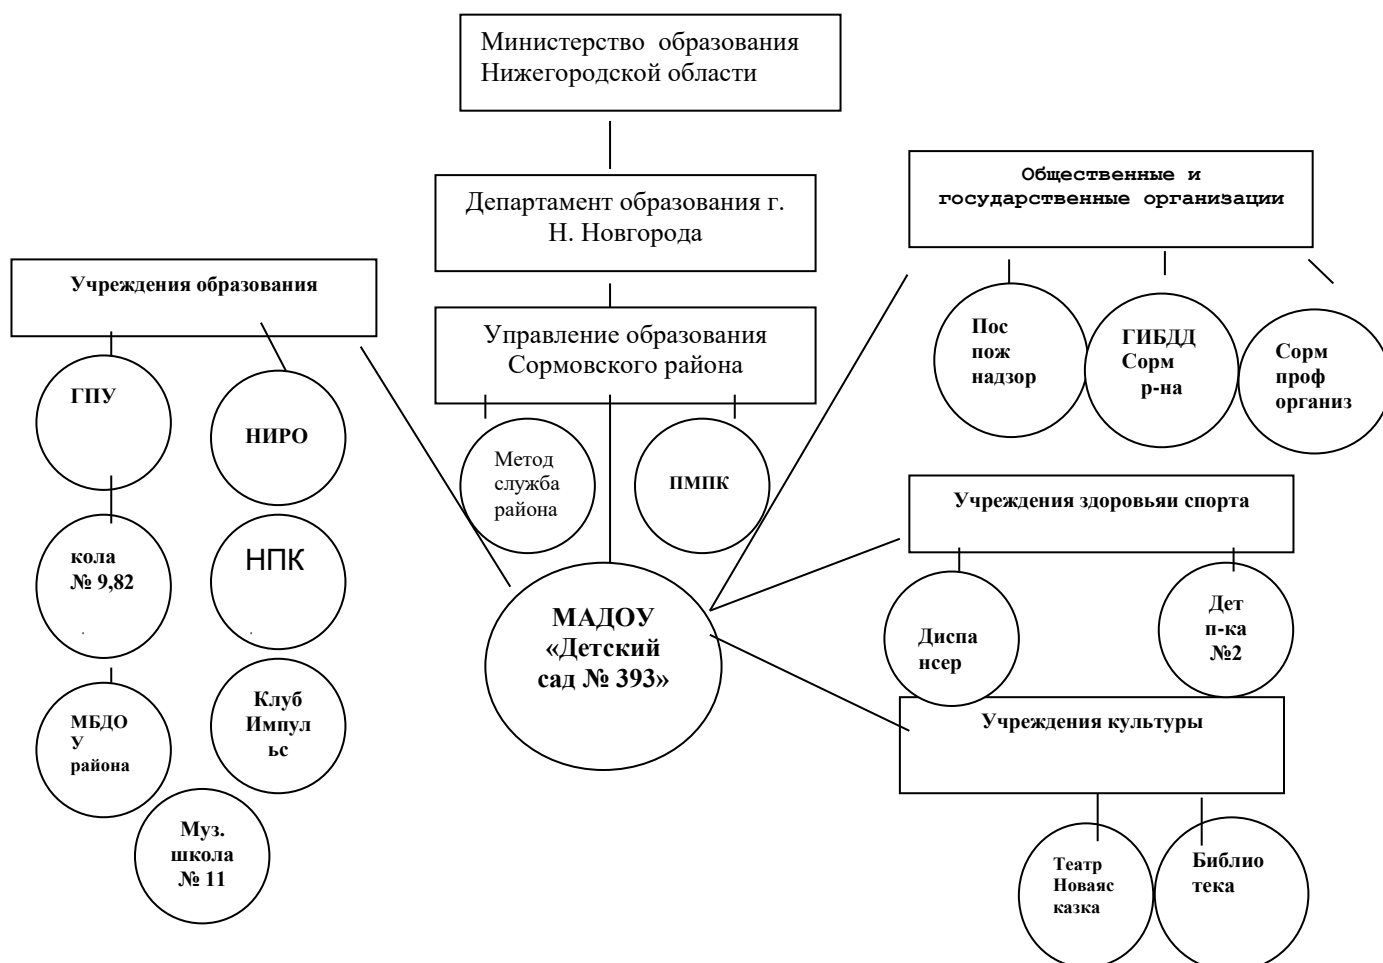 Министерство образования
Нижегородской области
Департамент образования г.
Н. Новгорода
Управление образования
Сормовского района
Метод
служба
района
ПМПК
МАДОУ
«Детский
сад № 393»
Учреждения образования
ГПУ
НИРО
кола
№ 9,82
НПК
МБДО
У
района
Клуб
Импул
ьс
Муз.
школа
№ 11
Общественные и
государственные организации
Пос
пож
надзор
ГИБДД
Сорм
р-на
Сорм
проф
организ
Учреждения здоровьяи спорта
Диспа
нсер
Дет
п-ка
№2
Учреждения культуры
Театр
Новаяс
казка
Библио
тека